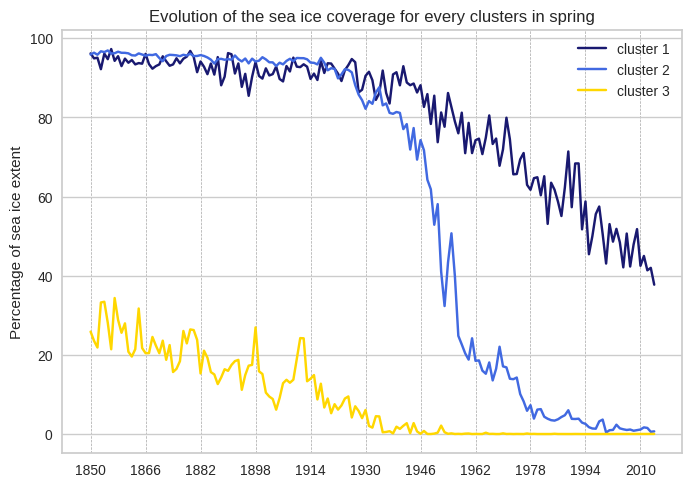 Evolution of the sea ice coverage for every clusters in spring
cluster 1
cluster 2
cluster 3
Percentage of sea ice extent
100
80
60
40
20
0
1850 1866 1882 1898 1914 1930 1946 1962 1978 1994 2010